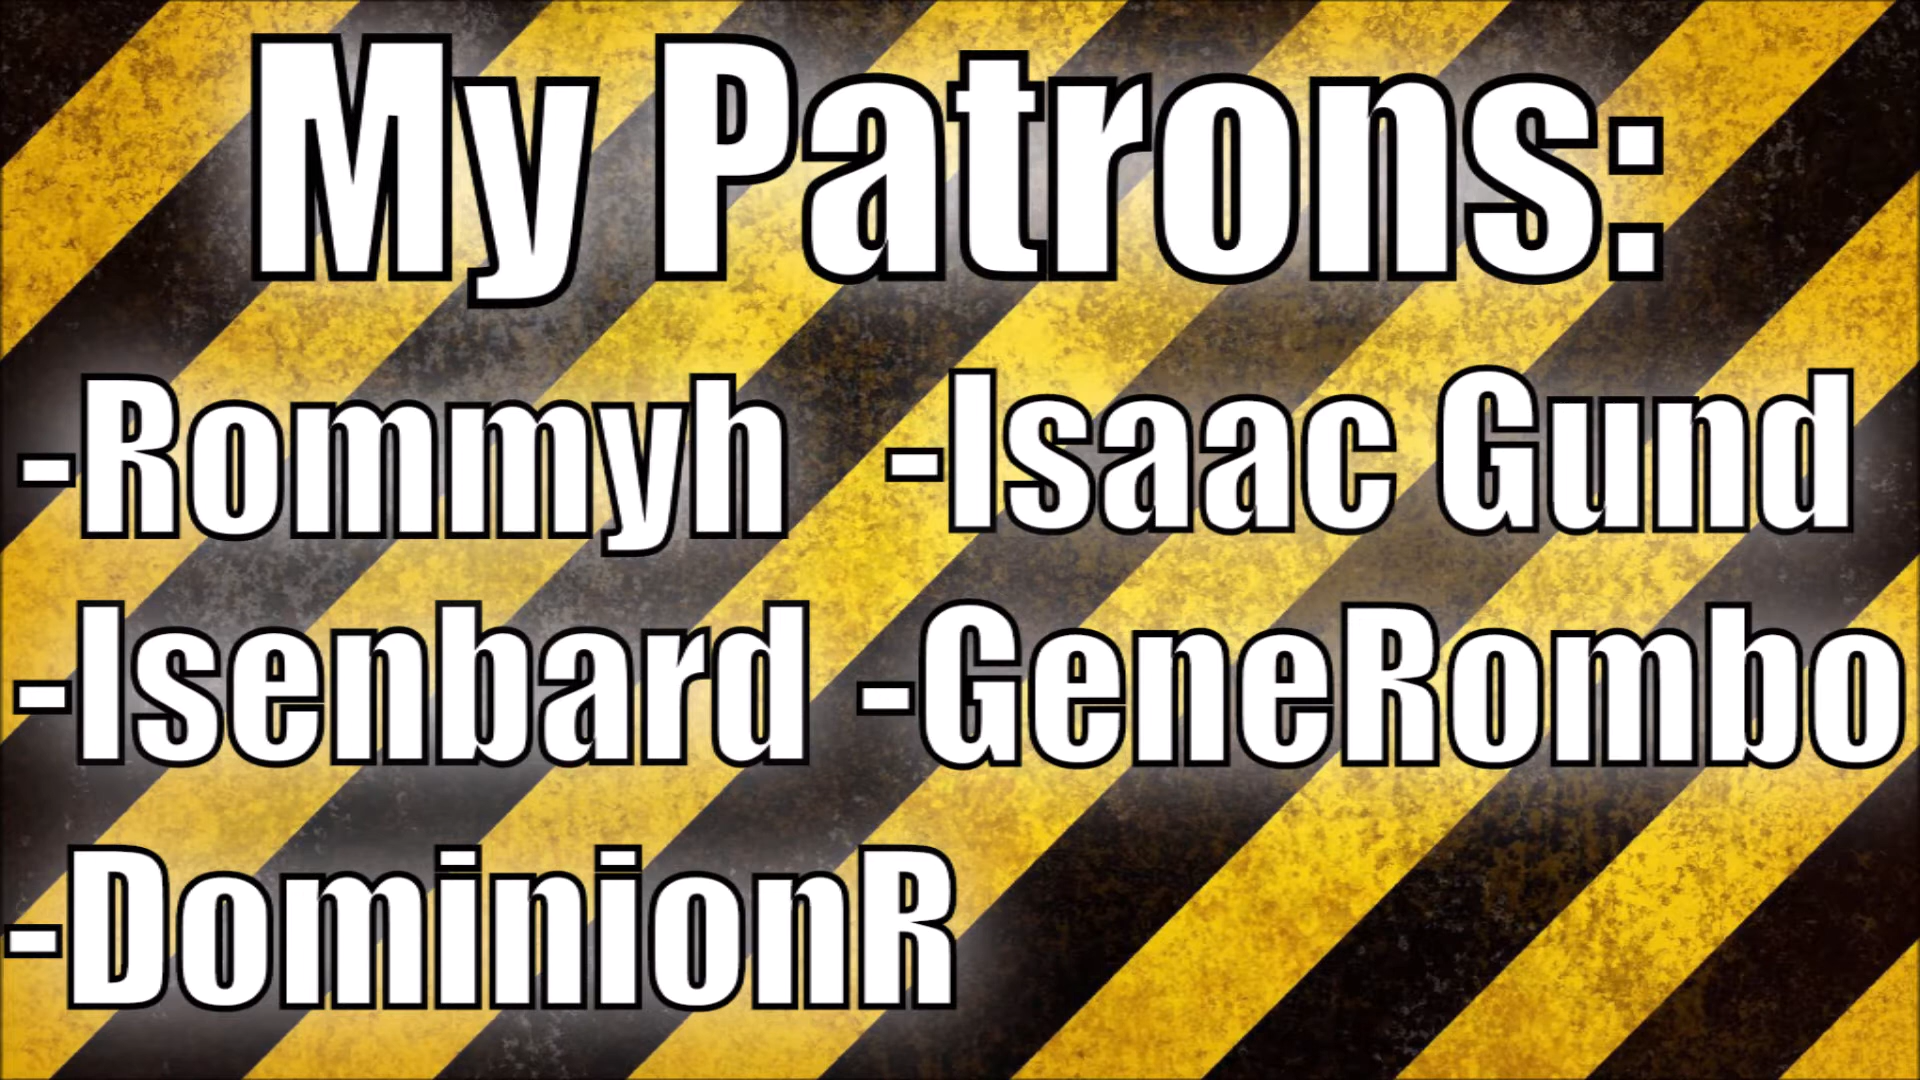 My Patrons:
-Rommyh
-Isaac Gund
-Isenbard
-GeneRombo
-DominionR